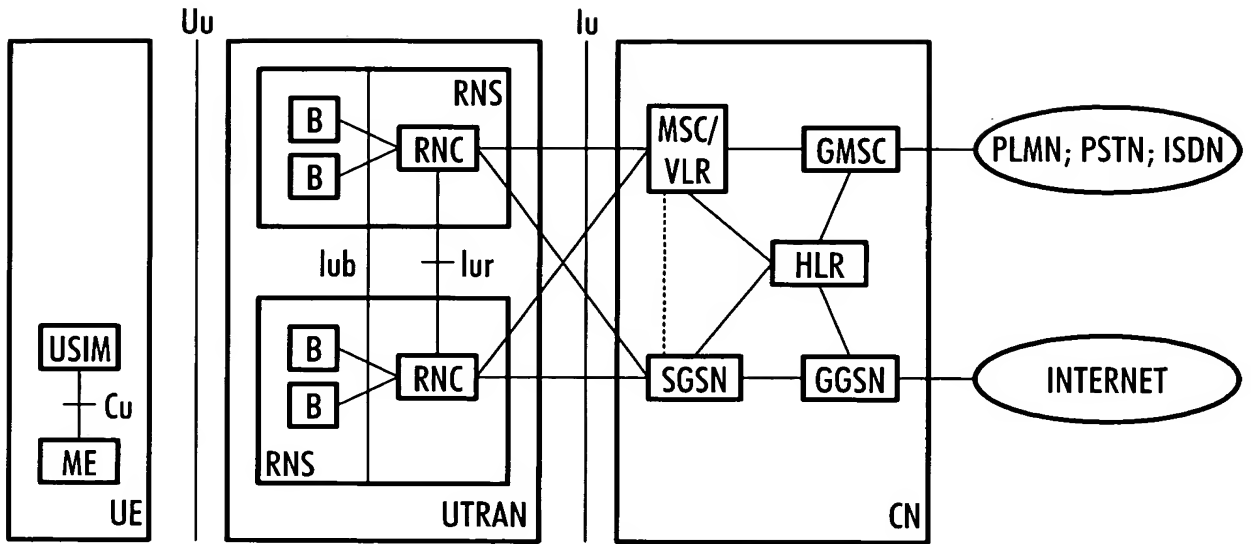 Uu
Iu
RNS
B
B
RNC
MSC/
VLR
GMSC
PLMN; PSTN; ISDN
Iub
Iur
HLR
USIM
Cu
ME
UE
B
B
RNC
RNS
UTRAN
SGSN
GGSN
INTERNET
CN